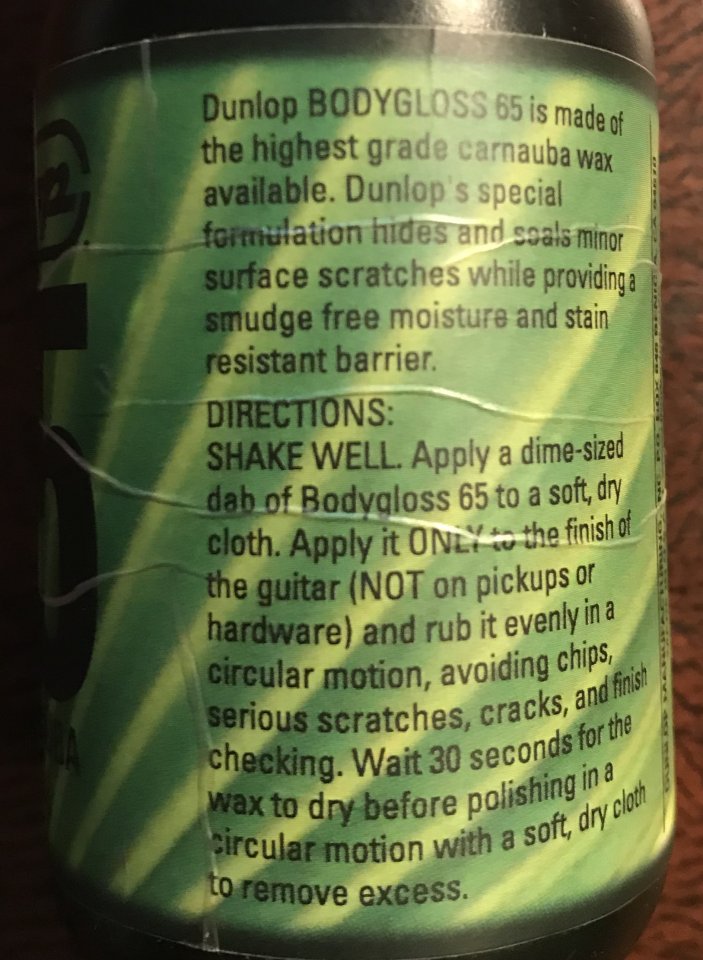 Dunlop BODYGLOSS 65 is made of
the highest grade carnauba wax
available. Dunlop's special
formulation hides and seals minor
surface scratches while providing a
smudge free moisture and stain
resistant barrier.
DIRECTIONS:
SHAKE WELL. Apply a dime-sized
dab of Bodygloss 65 to a soft, dry
cloth. Apply it ONLY to the finish of
the guitar (NOT on pickups or
hardware) and rub it evenly in a
circular motion, avoiding chips,
serious scratches, cracks, and finish
checking. Wait 30 seconds for the
wax to dry before polishing in a
circular motion with a soft, dry cloth
to remove excess.